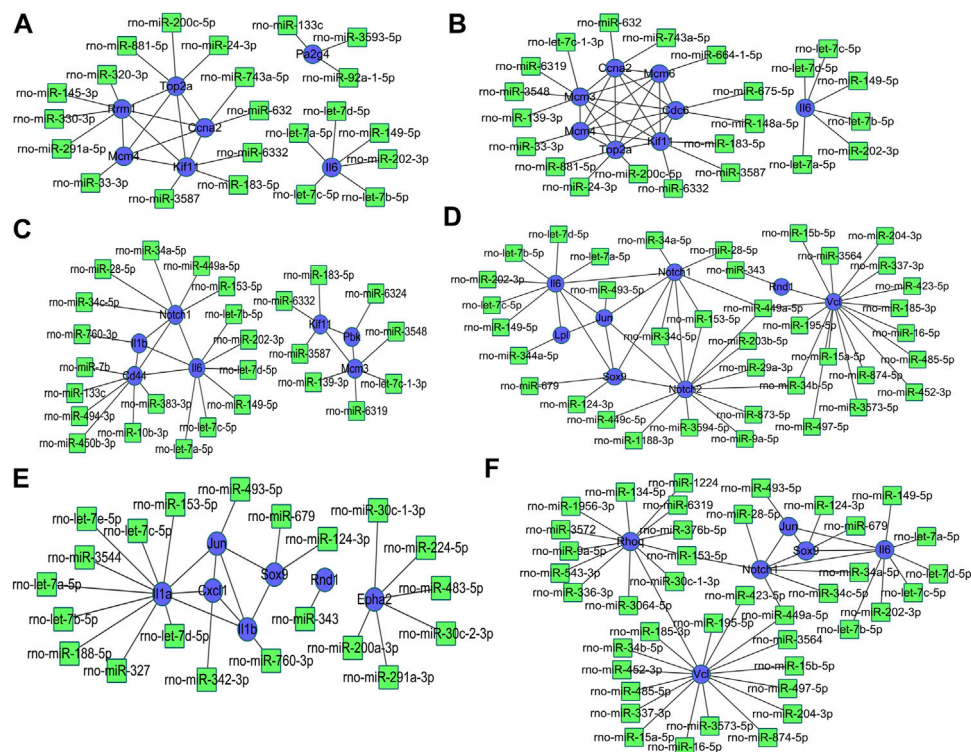 A
rno-miR-200c-5p
rno-miR-133c
rno-miR-3593-5p
rno-miR-881-5p
rno-miR-24-3p
Pa2g4
rno-miR-320-3p
rno-miR-743a-5p
rno-miR-92a-1-5p
Top2a
rno-miR-145-3p
Rrm1
rno-miR-632
rno-let-7d-5p
rno-miR-330-3p
Ccna2
rno-let-7a-5p
rno-miR-149-5p
rno-miR-291a-5p
Mcm4
rno-miR-6332
Kif11
Il6
rno-miR-202-3p
rno-miR-33-3p
rno-miR-183-5p
rno-let-7c-5p
rno-miR-3587
rno-let-7b-5p
B
rno-miR-632
rno-let-7c-1-3p
rno-miR-743a-5p
rno-let-7c-5p
rno-miR-6319
Ccna2
rno-miR-664-1-5p
rno-let-7d-5p
Mcm6
rno-miR-149-5p
rno-miR-3548
Mcm3
rno-miR-675-5p
Cdc6
Il6
rno-miR-139-3p
rno-miR-148a-5p
rno-let-7b-5p
Mcm4
Kif11
rno-miR-33-3p
Top2a
rno-miR-183-5p
rno-miR-202-3p
rno-miR-881-5p
rno-miR-200c-5p
rno-miR-3587
rno-let-7a-5p
rno-miR-24-3p
rno-miR-6332
C
rno-miR-34a-5p
rno-miR-28-5p
rno-miR-449a-5p
rno-miR-183-5p
rno-miR-153-5p
rno-miR-6332
rno-miR-6324
rno-miR-34c-5p
rno-let-7b-5p
Notch1
Kif11
rno-miR-760-3p
Il1b
rno-miR-202-3p
Pbk
rno-miR-3548
rno-miR-7b
rno-let-7d-5p
rno-miR-3587
Cd44
Il6
Mcm3
rno-miR-133c
rno-miR-383-3p
rno-miR-149-5p
rno-miR-139-3p
rno-let-7c-1-3p
rno-miR-494-3p
rno-let-7c-5p
rno-miR-6319
rno-miR-450b-3p
rno-miR-10b-3p
rno-let-7a-5p
D
rno-let-7d-5p
rno-miR-15b-5p
rno-miR-204-3p
rno-let-7b-5p
rno-miR-34a-5p
rno-miR-28-5p
rno-miR-3564
rno-let-7a-5p
rno-miR-343
rno-miR-337-3p
rno-miR-202-3p
Il6
Notch1
Rnd1
rno-miR-423-5p
rno-miR-493-5p
rno-let-7c-5p
rno-miR-449a-5p
Vcl
rno-miR-185-3p
Jun
rno-miR-153-5p
rno-miR-195-5p
rno-miR-149-5p
Lpl
rno-miR-34c-5p
rno-miR-16-5p
rno-miR-203b-5p
rno-miR-344a-5p
rno-miR-15a-5p
rno-miR-485-5p
rno-miR-29a-3p
rno-miR-874-5p
Sox9
rno-miR-679
Notch2
rno-miR-34b-5p
rno-miR-452-3p
rno-miR-124-3p
rno-miR-3573-5p
rno-miR-449c-5p
rno-miR-873-5p
rno-miR-497-5p
rno-miR-3594-5p
rno-miR-1188-3p
rno-miR-9a-5p
E
rno-miR-493-5p
rno-miR-153-5p
rno-miR-30c-1-3p
rno-let-7e-5p
rno-let-7c-5p
rno-miR-679
Jun
rno-miR-124-3p
rno-miR-224-5p
rno-miR-3544
Sox9
Rnd1
rno-let-7a-5p
Il1a
Cxcl1
Epha2
rno-miR-483-5p
rno-let-7b-5p
rno-miR-343
rno-let-7d-5p
Il1b
rno-miR-30c-2-3p
rno-miR-188-5p
rno-miR-760-3p
rno-miR-200a-3p
rno-miR-327
rno-miR-342-3p
rno-miR-291a-3p
F
rno-miR-1224
rno-miR-134-5p
rno-miR-493-5p
rno-miR-1956-3p
rno-miR-6319
rno-miR-124-3p
rno-miR-149-5p
rno-miR-28-5p
rno-miR-3572
rno-miR-376b-5p
Jun
rno-miR-679
Rhoq
Sox9
Il6
rno-let-7a-5p
rno-miR-9a-5p
rno-miR-153-5p
Notch1
rno-miR-34a-5p
rno-let-7d-5p
rno-miR-543-3p
rno-miR-30c-1-3p
rno-miR-34c-5p
rno-let-7c-5p
rno-miR-336-3p
rno-miR-423-5p
rno-miR-202-3p
rno-miR-3064-5p
rno-miR-449a-5p
rno-let-7b-5p
rno-miR-195-5p
rno-miR-185-3p
rno-miR-3564
rno-miR-34b-5p
rno-miR-15b-5p
rno-miR-452-3p
Vcl
rno-miR-485-5p
rno-miR-497-5p
rno-miR-337-3p
rno-miR-204-3p
rno-miR-3573-5p
rno-miR-15a-5p
rno-miR-874-5p
rno-miR-16-5p